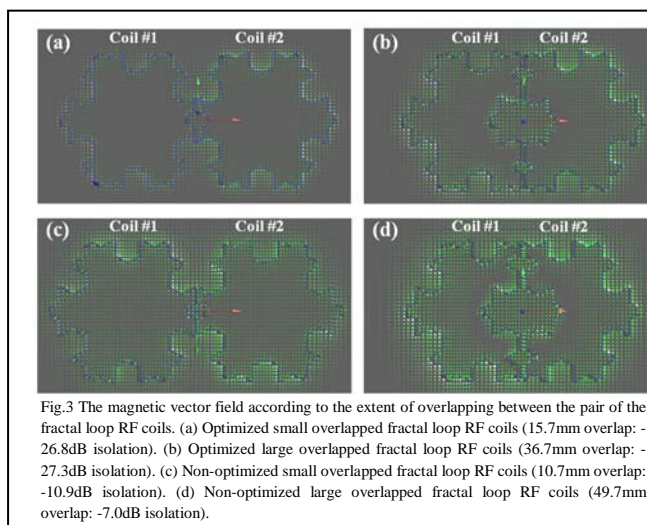 (a)
Coil #1
Coil #2
(b)
Coil #1
Coil #2
(c)
Coil #1
Coil #2
(d)
Coil #1
Coil #2
Fig.3 The magnetic vector field according to the extent of overlapping between the pair of the
fractal loop RF coils. (a) Optimized small overlapped fractal loop RF coils (15.7mm overlap: -
26.8dB isolation). (b) Optimized large overlapped fractal loop RF coils (36.7mm overlap: -
27.3dB isolation). (c) Non-optimized small overlapped fractal loop RF coils (10.7mm overlap:
-10.9dB isolation). (d) Non-optimized large overlapped fractal loop RF coils (49.7mm
overlap: -7.0dB isolation).